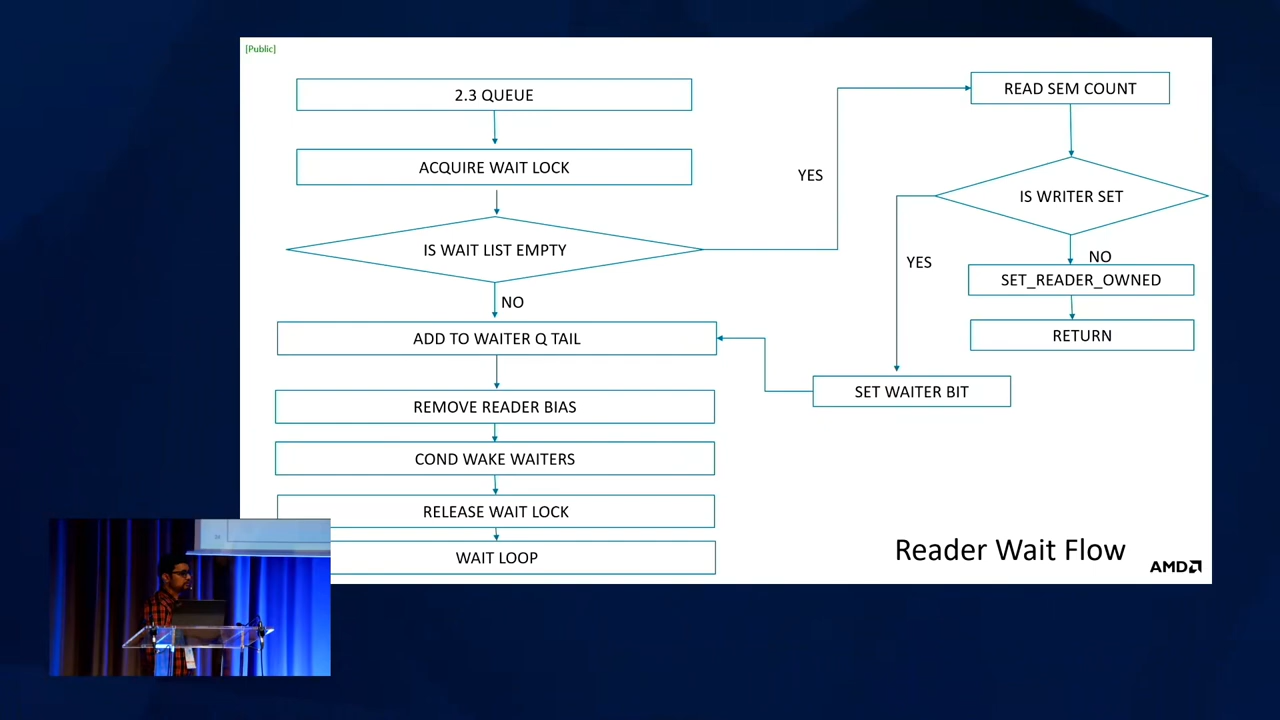 [Public]
2.3 QUEUE
ACQUIRE WAIT LOCK
IS WAIT LIST EMPTY
NO
ADD TO WAITER Q TAIL
REMOVE READER BIAS
COND WAKE WAITERS
RELEASE WAIT LOCK
WAIT LOOP
YES
READ SEM COUNT
IS WRITER SET
YES
NO
SET_READER_OWNED
RETURN
SET WAITER BIT
Reader Wait Flow
AMD